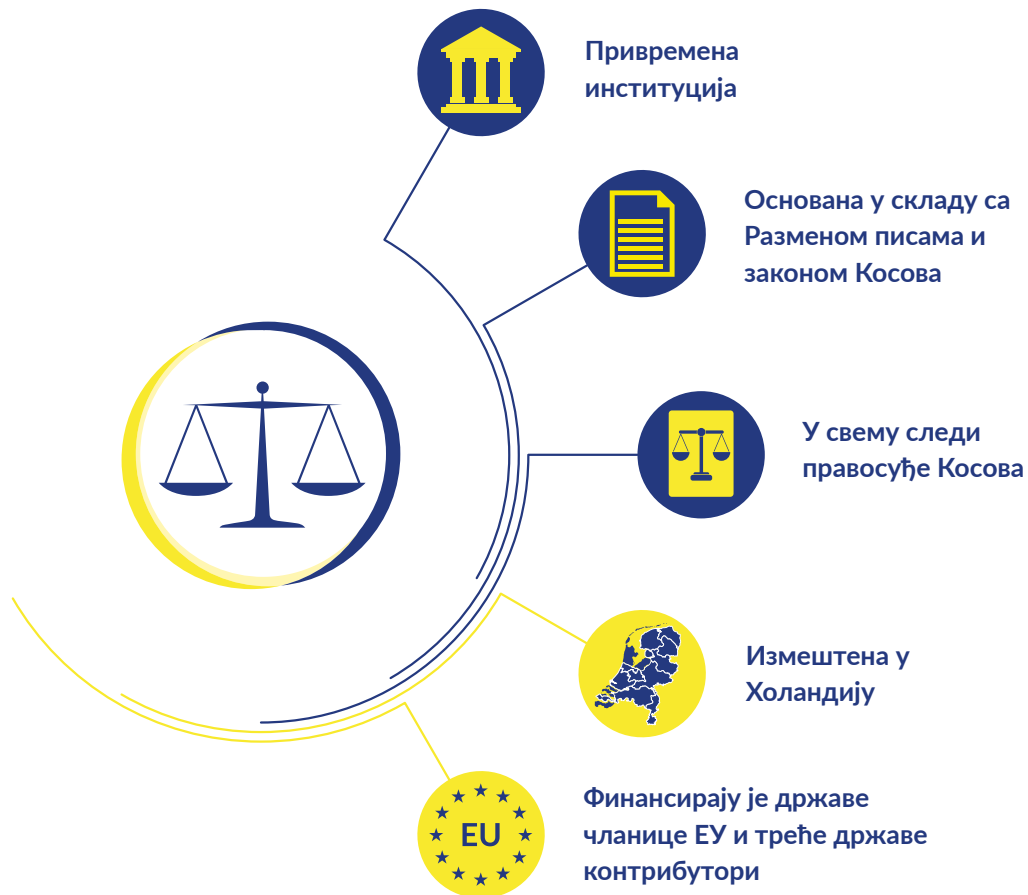 Привремена
институција
Основана у складу са
Разменом писама и
законом Косова
У свему следи
правосуђе Косова
Измештена у
Холандију
EU
Финансирају је државе
чланице ЕУ и треће државе
контрибутори